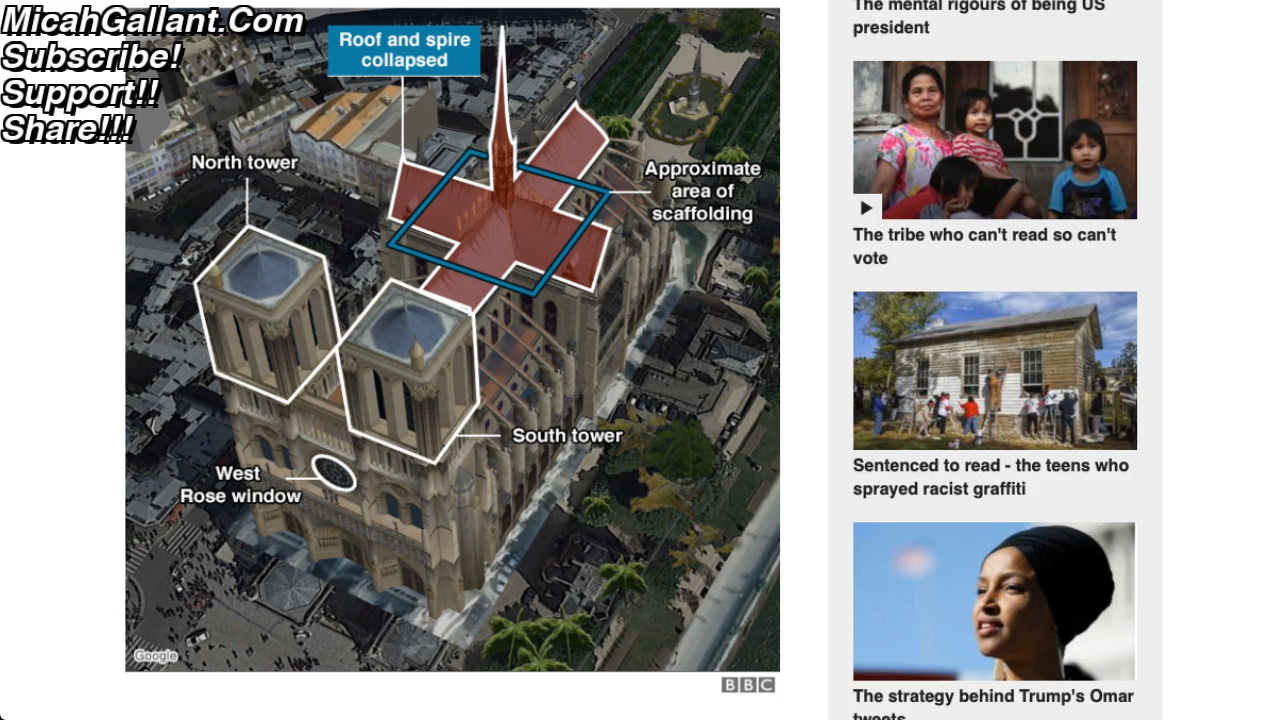 MicahGallant.Com
Subscribe!
Support!!
Share!!!
Roof and spire
collapsed
North tower
Approximate
area of
scaffolding
South tower
West
Rose window
Google
BBC
The mental rigours of being US
president
The tribe who can't read so can't
vote
Sentenced to read - the teens who
sprayed racist graffiti
The strategy behind Trump's Omar
tweets